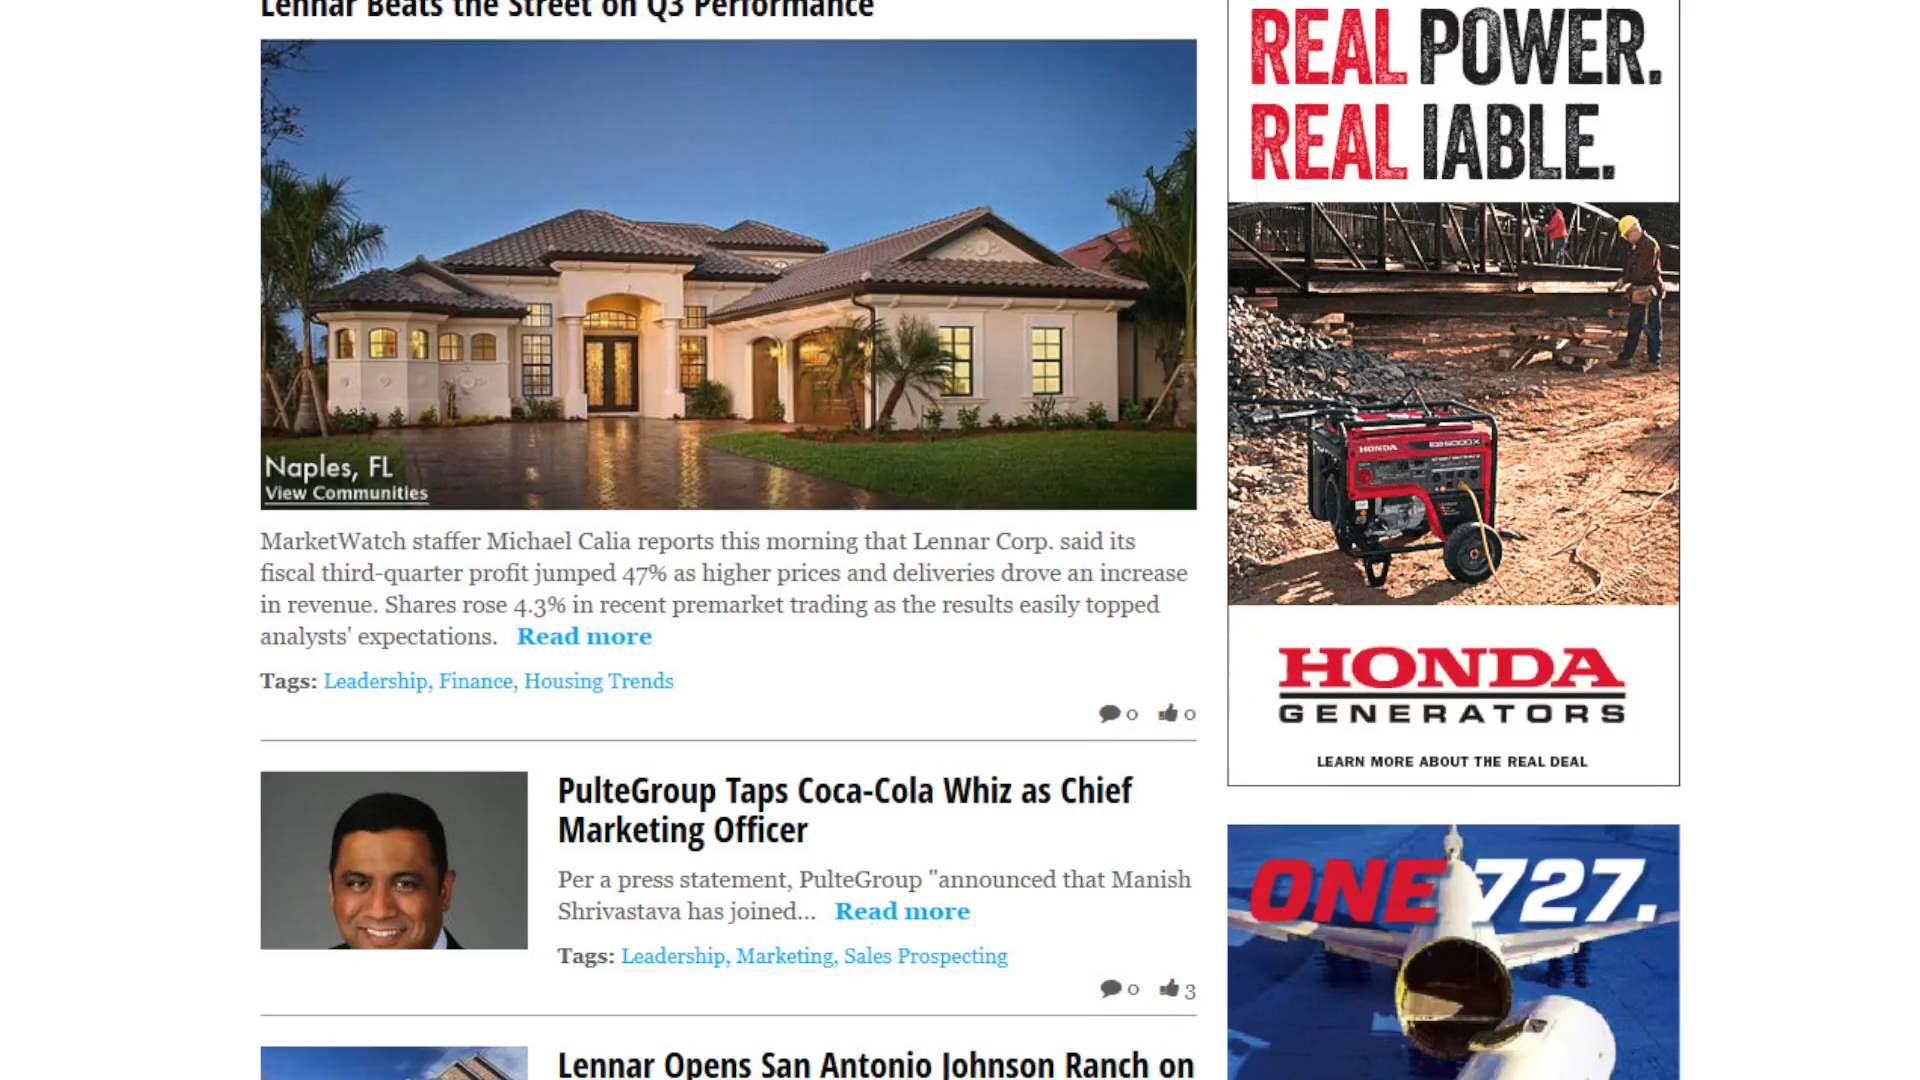 Lennar Beats the Street on Q3 Performance
Naples, FL
View Communities
MarketWatch staffer Michael Calia reports this morning that Lennar Corp. said its
fiscal third-quarter profit jumped 47% as higher prices and deliveries drove an increase
in revenue. Shares rose 4.3% in recent premarket trading as the results easily topped
analysts' expectations. Read more
Tags: Leadership, Finance, Housing Trends
0 0
PulteGroup Taps Coca-Cola Whiz as Chief
Marketing Officer
Per a press statement, PulteGroup "announced that Manish
Shrivastava has joined... Read more
Tags: Leadership, Marketing, Sales Prospecting
0 3
Lennar Opens San Antonio Johnson Ranch on
REAL POWER.
REAL IABLE.
HONDA
EB5000X
HONDA
GENERATORS
LEARN MORE ABOUT THE REAL DEAL
ONE 727.